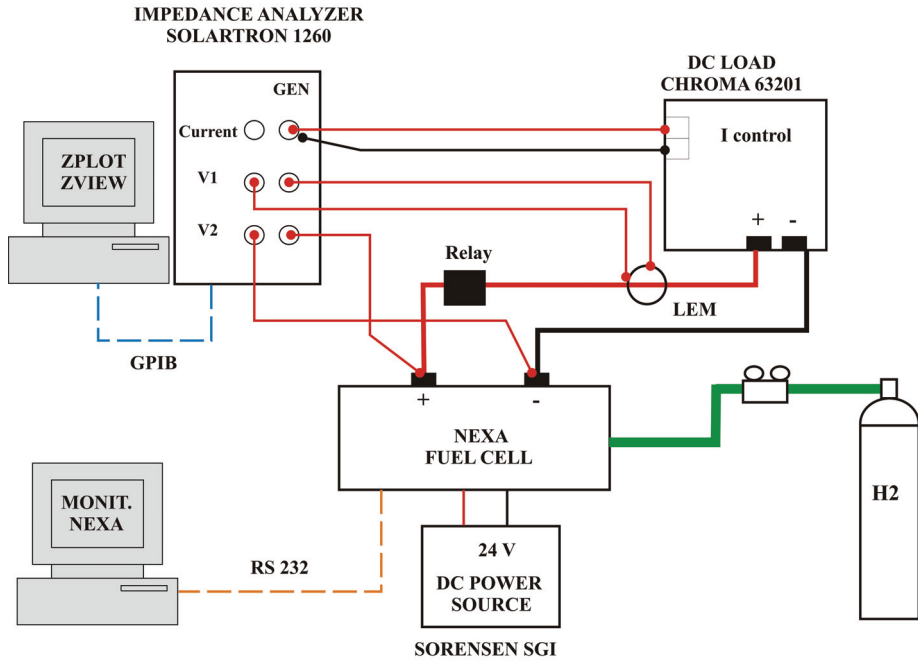 IMPEDANCE ANALYZER
SOLARTRON 1260
DC LOAD
CHROMA 63201
GEN
Current
I control
ZPLOT
ZVIEW
V1
V2
+ -
Relay
LEM
GPIB
+ -
NEXA
FUEL CELL
H2
MONIT.
NEXA
RS 232
24 V
DC POWER
SOURCE
SORENSEN SGI